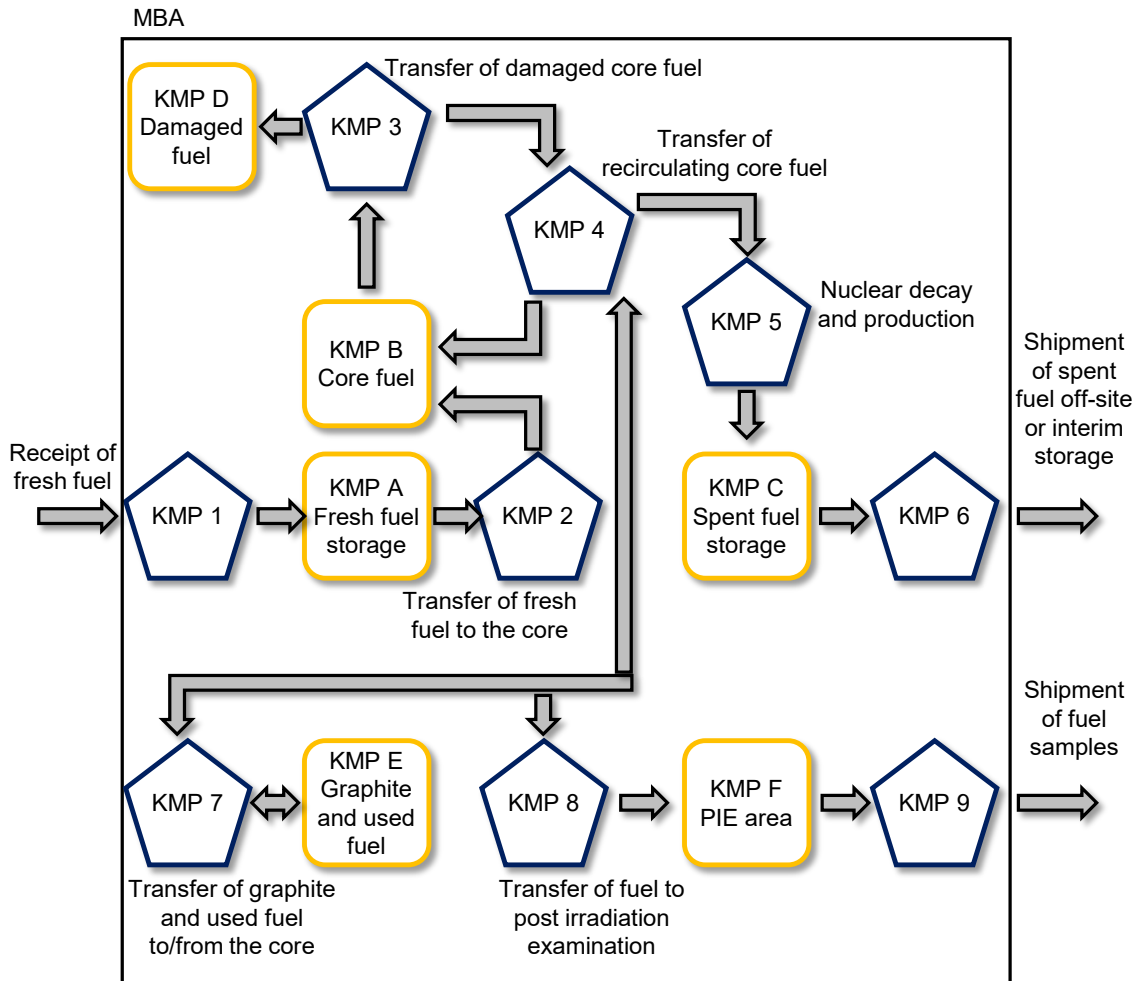 MBA
Transfer of damaged core fuel
KMP D
Damaged
fuel
KMP 3
Transfer of
recirculating core fuel
KMP 4
KMP 5
Nuclear decay
and production
KMP B
Core fuel
Shipment
of spent
fuel off-site
or interim
storage
Receipt of
fresh fuel
KMP 1
KMP A
Fresh fuel
storage
KMP 2
KMP C
Spent fuel
storage
KMP 6
Transfer of fresh
fuel to the core
Shipment
of fuel
samples
KMP 7
KMP E
Graphite
and used
fuel
KMP 8
KMP F
PIE area
KMP 9
Transfer of graphite
and used fuel
to/from the core
Transfer of fuel to
post irradiation
examination